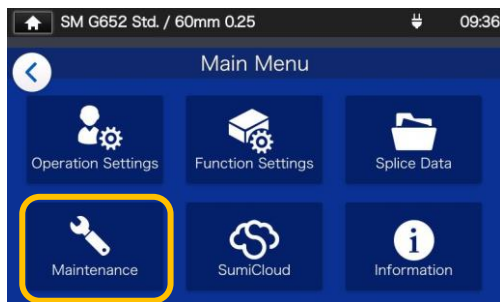 SM G652 Std. / 60mm 0.25 09:36
Main Menu
Operation Settings Function Settings Splice Data
Maintenance SumiCloud Information